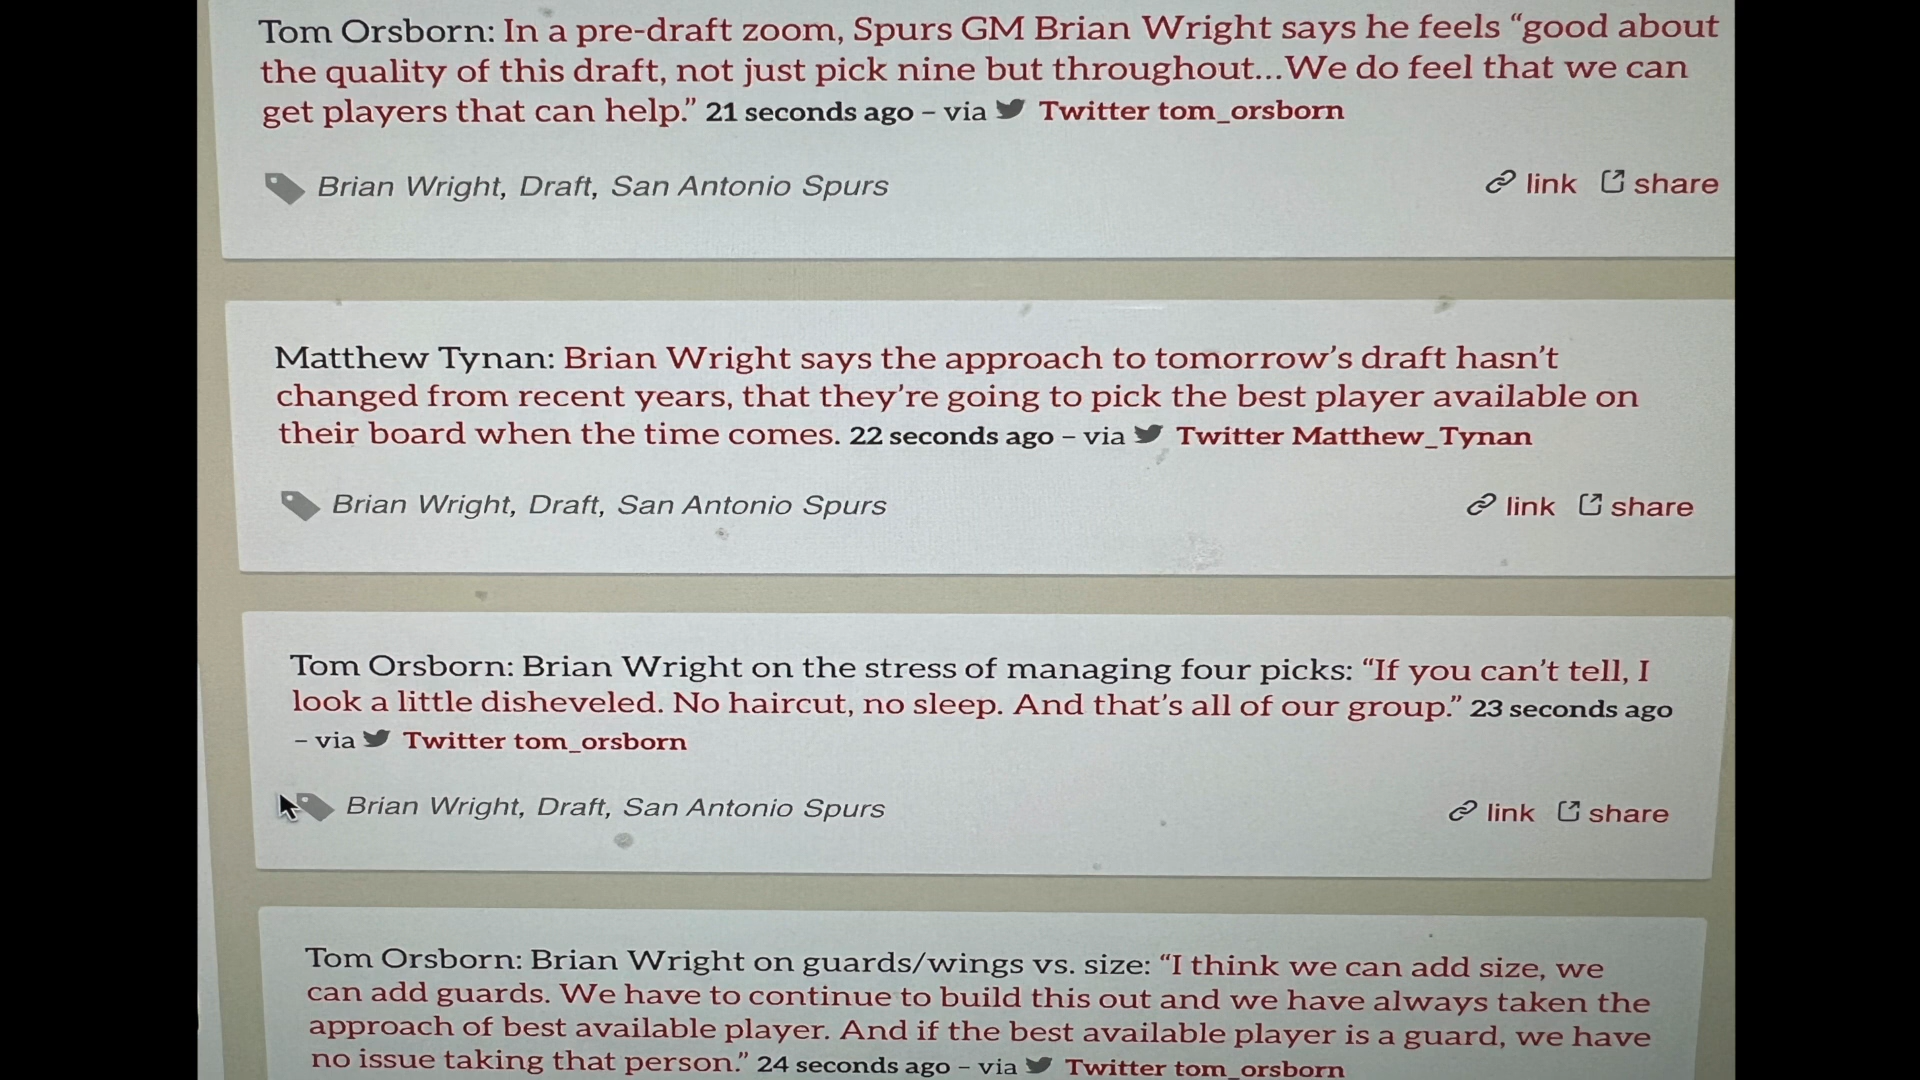 Tom Orsborn: In a pre-draft zoom, Spurs GM Brian Wright says he feels “good about
the quality of this draft, not just pick nine but throughout…We do feel that we can
get players that can help.” 21 seconds ago – via Twitter tom_orsborn
Brian Wright, Draft, San Antonio Spurs
link share
Matthew Tynan: Brian Wright says the approach to tomorrow’s draft hasn’t
changed from recent years, that they’re going to pick the best player available on
their board when the time comes. 22 seconds ago – via Twitter Matthew_Tynan
Brian Wright, Draft, San Antonio Spurs
link share
Tom Orsborn: Brian Wright on the stress of managing four picks: “If you can’t tell, I
look a little disheveled. No haircut, no sleep. And that’s all of our group.” 23 seconds ago
– via Twitter tom_orsborn
Brian Wright, Draft, San Antonio Spurs
link share
Tom Orsborn: Brian Wright on guards/wings vs. size: “I think we can add size, we
can add guards. We have to continue to build this out and we have always taken the
approach of best available player. And if the best available player is a guard, we have
no issue taking that person.” 24 seconds ago – via Twitter tom_orsborn